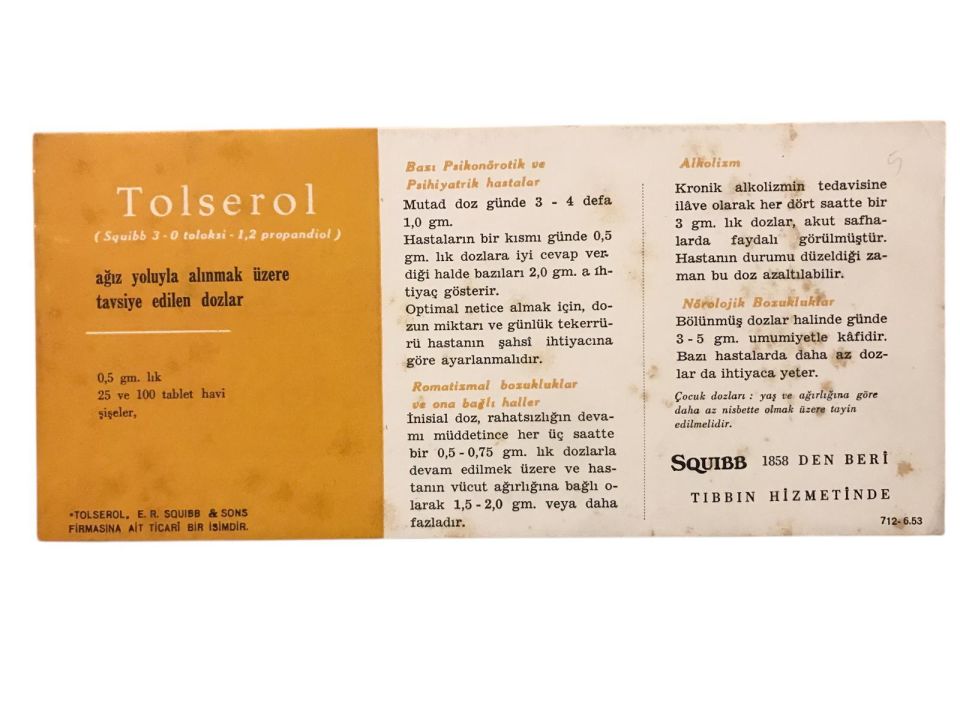 Tolserol
( Squibb 3-0 toloksi - 1,2 propandiol )
ağız yoluyla alınmak üzere
tavsiye edilen dozlar
0,5 gm. lık
25 ve 100 tablet havi
şişeler,
*TOLSEROL, E. R. SQUIBB & SONS
FİRMASINA AİT TİCARİ BİR İSİMDİR.
Bazı Psikonörotik ve
Psihiyatrik hastalar
Mutad doz günde 3 - 4 defa
1,0 gm.
Hastaların bir kısmı günde 0,5
gm. lık dozlara iyi cevap ver-
diği halde bazıları 2,0 gm. a ih-
tiyaç gösterir.
Optimal netice almak için, do-
zun miktarı ve günlük tekerrü-
rü hastanın şahsî ihtiyacına
göre ayarlanmalıdır.
Romatizmal bozukluklar
ve ona bağlı haller
İnisial doz, rahatsızlığın deva-
mı müddetince her üç saatte
bir 0,5 - 0,75 gm. lık dozlarla
devam edilmek üzere ve has-
tanın vücut ağırlığına bağlı o-
larak 1,5 - 2,0 gm. veya daha
fazladır.
Alkolizm
Kronik alkolizmin tedavisine
ilâve olarak her dört saatte bir
3 gm. lık dozlar, akut safha-
larda faydalı görülmüştür.
Hastanın durumu düzeldiği za-
man bu doz azaltılabilir.
Nörolojik Bozukluklar
Bölünmüş dozlar halinde günde
3 - 5 gm. umumiyetle kâfidir.
Bazı hastalarda daha az doz-
lar da ihtiyaca yeter.
Çocuk dozları : yaş ve ağırlığına göre
daha az nisbette olmak üzere tayin
edilmelidir.
SQUIBB 1858 DEN BERİ
TIBBIN HİZMETİNDE
712- 6.53
5